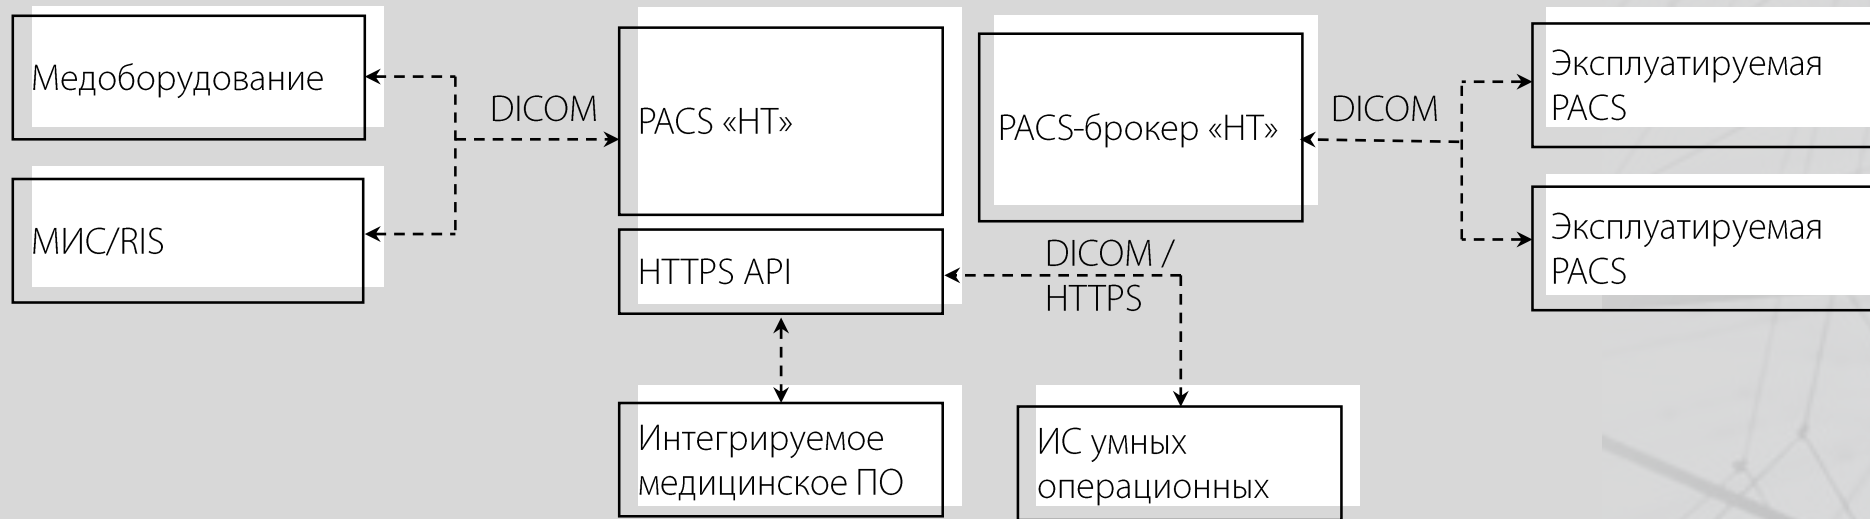 Медоборудование
МИС/RIS
DICOM
PACS «НТ»
HTTPS API
PACS-брокер «НТ»
DICOM
Эксплуатируемая
PACS
Эксплуатируемая
PACS
DICOM /
HTTPS
Интегрируемое
медицинское ПО
ИС умных
операционных